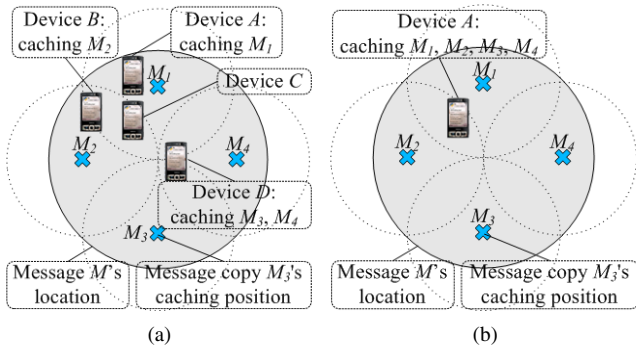 Device B:
caching M2
Device A:
caching M1
Device C
M1
M2
M4
Device D:
caching M3, M4
M3
Message M's
location
Message copy M3's
caching position
(a)
Device A:
caching M1, M2, M3, M4
M1
M2
M4
M3
Message M's
location
Message copy M3's
caching position
(b)